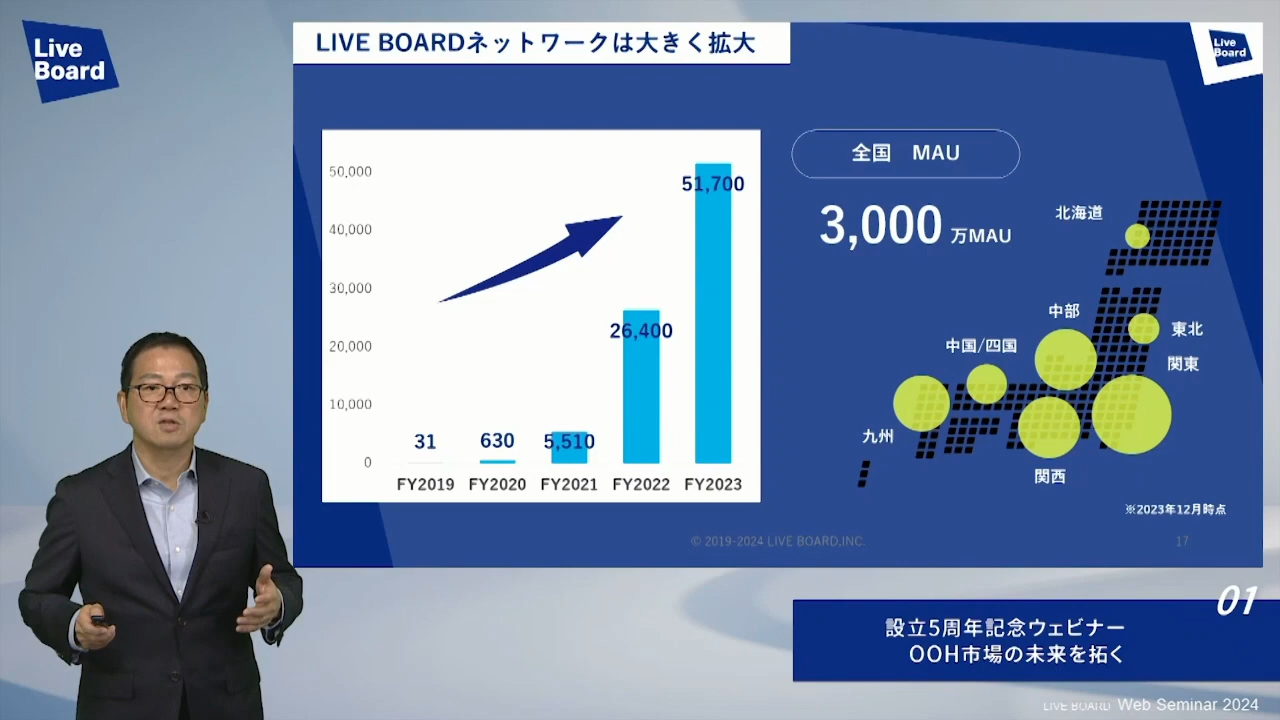 Live
Board
LIVE BOARDネットワークは大きく拡大
Live
Board
50,000
40,000
30,000
20,000
10,000
0
31
630
5,510
26,400
51,700
FY2019
FY2020
FY2021
FY2022
FY2023
全国 MAU
3,000 万MAU
北海道
中部
東北
中国/四国
関東
九州
関西
※2023年12月時点
© 2019-2024 LIVE BOARD,INC.
17
01
設立5周年記念ウェビナー
OOH市場の未来を拓く
LIVE BOARD Web Seminar 2024